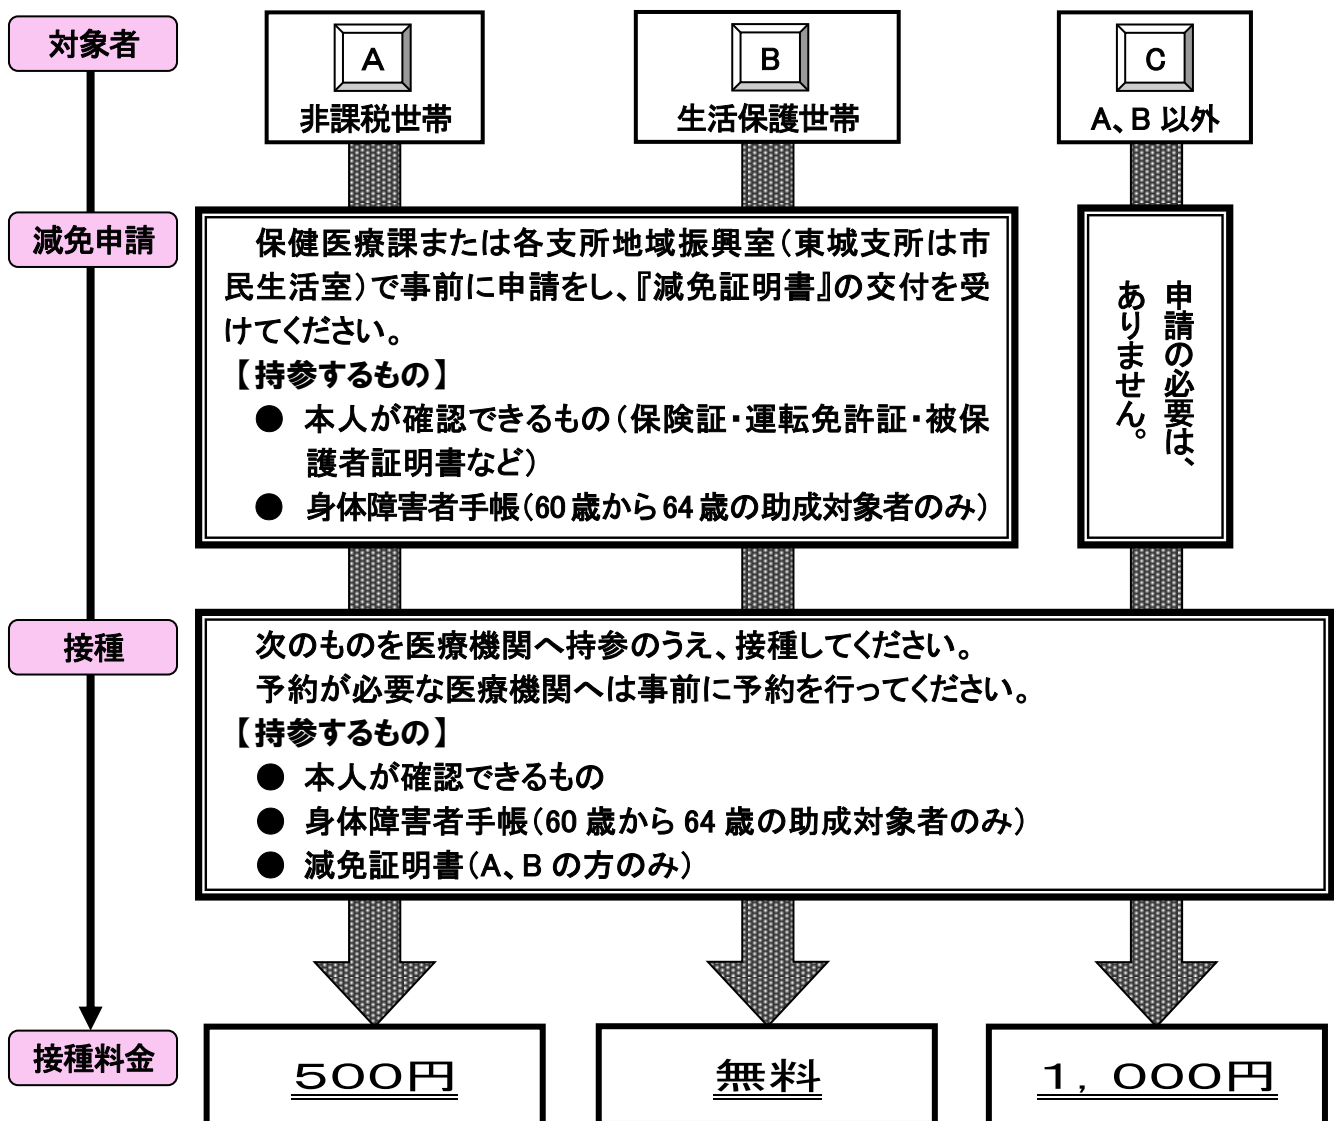 対象者
A
非課税世帯
B
生活保護世帯
C
A、B 以外
減免申請
保健医療課または各支所地域振興室(東城支所は市
民生活室)で事前に申請をし、『減免証明書』の交付を受
けてください。
【持参するもの】
● 本人が確認できるもの(保険証・運転免許証・被保
護者証明書など)
● 身体障害者手帳(60歳から64歳の助成対象者のみ)
申請の必要は、
ありません。
接種
次のものを医療機関へ持参のうえ、接種してください。
予約が必要な医療機関へは事前に予約を行ってください。
【持参するもの】
● 本人が確認できるもの
● 身体障害者手帳(60 歳から 64 歳の助成対象者のみ)
● 減免証明書(A、B の方のみ)
接種料金
500円
無料
1,000円